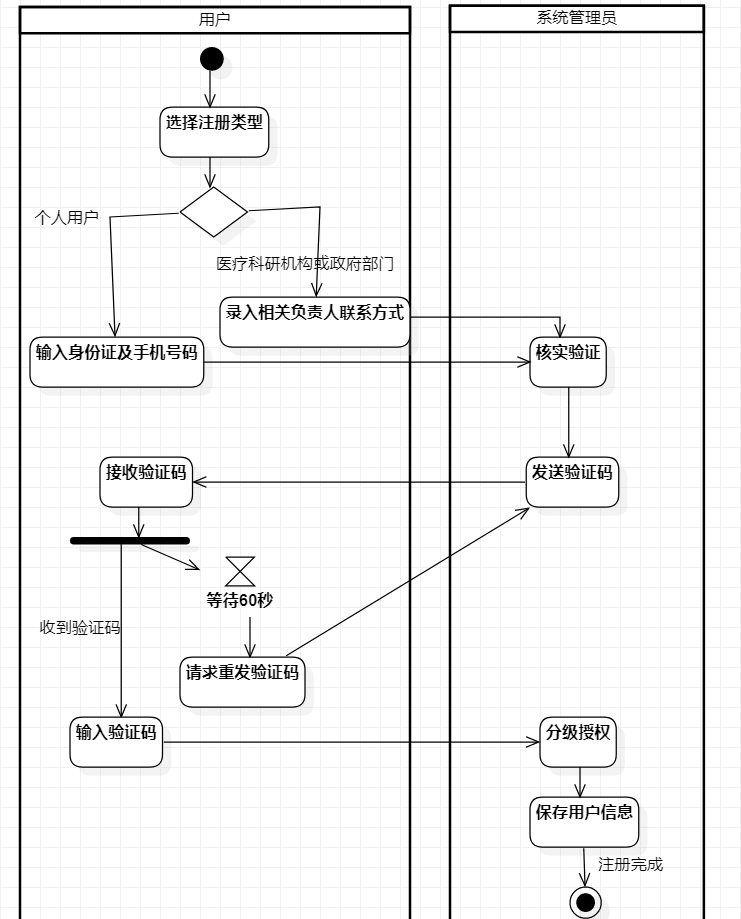 用户
系统管理员
选择注册类型
个人用户
医疗科研机构或政府部门
录入相关负责人联系方式
输入身份证及手机号码
核实验证
接收验证码
发送验证码
等待60秒
收到验证码
请求重发验证码
输入验证码
分级授权
保存用户信息
注册完成